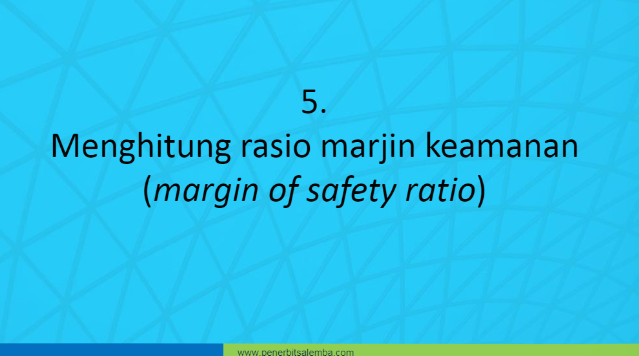 5.
Menghitung rasio marjin keamanan
(margin of safety ratio)
www.penerbitsalemba.com